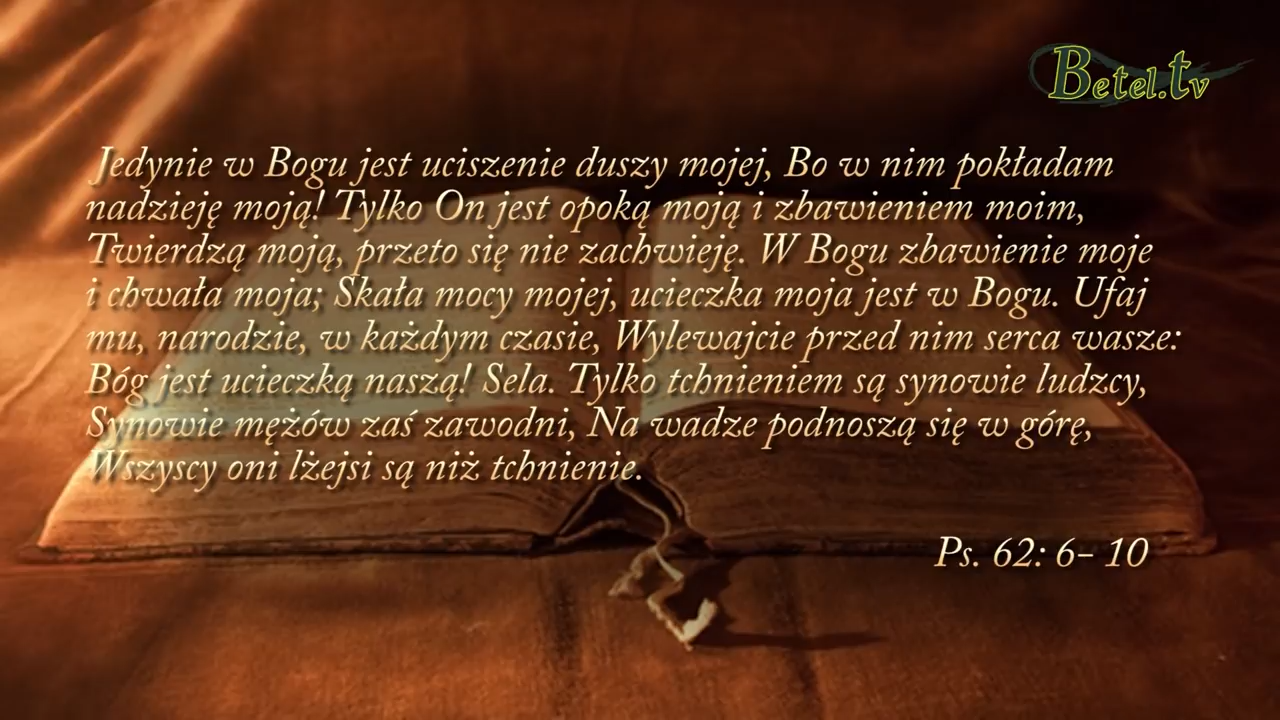 Betel.tv
Jedynie w Bogu jest uciszenie duszy mojej, Bo w nim pokładam
nadzieję moją! Tylko On jest opoką moją i zbawieniem moim,
Twierdzą moją, przeto się nie zachwieję. W Bogu zbawienie moje
i chwała moja; Skała mocy mojej, ucieczka moja jest w Bogu. Ufaj
mu, narodzie, w każdym czasie, Wylewajcie przed nim serca wasze:
Bóg jest ucieczką naszą! Sela. Tylko tchnieniem są synowie ludzcy,
Synowie mężów zaś zawodni, Na wadze podnoszą się w górę,
Wszyscy oni lżejsi są niż tchnienie.
Ps. 62: 6– 10